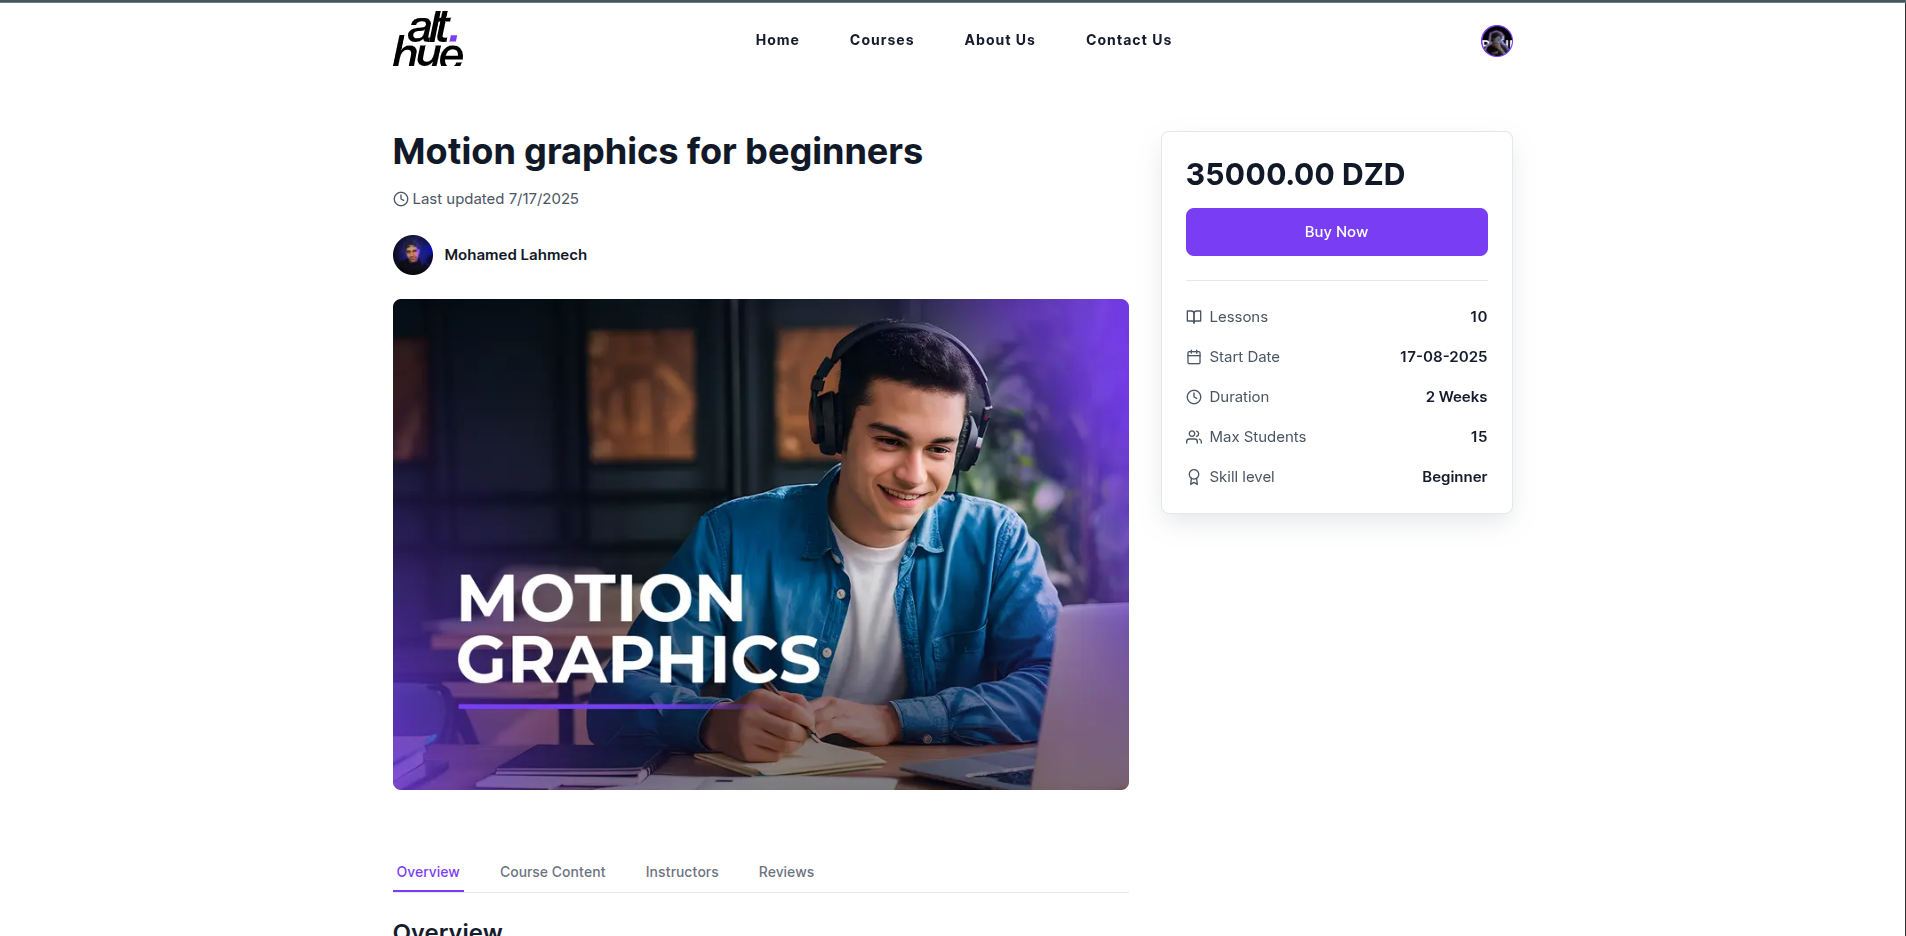 alt.
hue
Home
Courses
About Us
Contact Us
Motion graphics for beginners
Last updated 7/17/2025
Mohamed Lahmech
MOTION
GRAPHICS
35000.00 DZD
Buy Now
Lessons 10
Start Date 17-08-2025
Duration 2 Weeks
Max Students 15
Skill level Beginner
Overview
Course Content
Instructors
Reviews
Overview